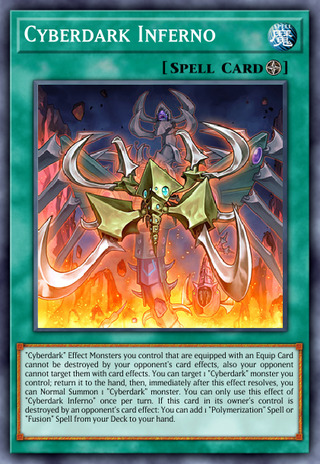 Cyberdark Inferno
魔
[Spell Card]
"Cyberdark" Effect Monsters you control that are equipped with an Equip Card
cannot be destroyed by your opponent's card effects, also your opponent
cannot target them with card effects. You can target 1 "Cyberdark" monster you
control; return it to the hand, then, immediately after this effect resolves, you
can Normal Summon 1 "Cyberdark" monster. You can only use this effect of
"Cyberdark Inferno" once per turn. If this card in its owner's control is
destroyed by an opponent's card effect: You can add 1 "Polymerization" Spell or
"Fusion" Spell from your Deck to your hand.